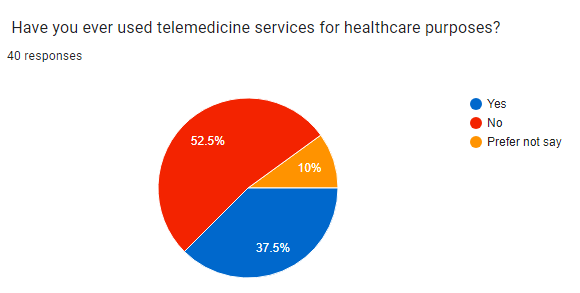 Have you ever used telemedicine services for healthcare purposes?
40 responses
Yes
No
Prefer not say
52.5%
10%
37.5%